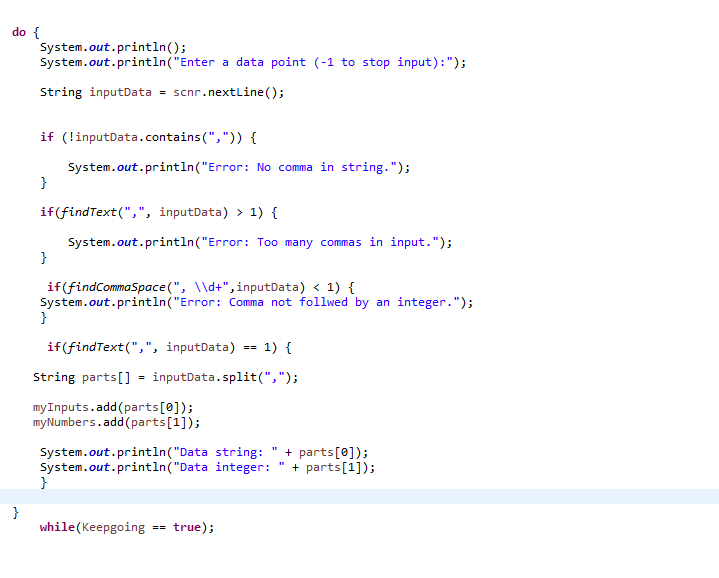 do {
System.out.println();
System.out.println("Enter a data point (-1 to stop input):");
String inputData = scnr.nextLine();
if (!inputData.contains(",")) {
System.out.println("Error: No comma in string.");
}
if(findText(",", inputData) > 1) {
System.out.println("Error: Too many commas in input.");
}
if(findCommaSpace(", \\d+",inputData) < 1) {
System.out.println("Error: Comma not follwed by an integer.");
}
if(findText(",", inputData) == 1) {
String parts[] = inputData.split(",");
myInputs.add(parts[0]);
myNumbers.add(parts[1]);
System.out.println("Data string: " + parts[0]);
System.out.println("Data integer: " + parts[1]);
}
}
while(Keepgoing == true);